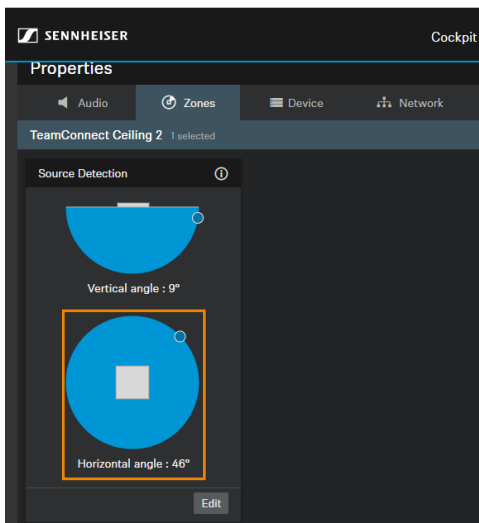 SENNHEISER
Cockpit
Properties
Audio Zones Device Network
TeamConnect Ceiling 2 1 selected
Source Detection
Vertical angle : 9°
Horizontal angle : 46°
Edit